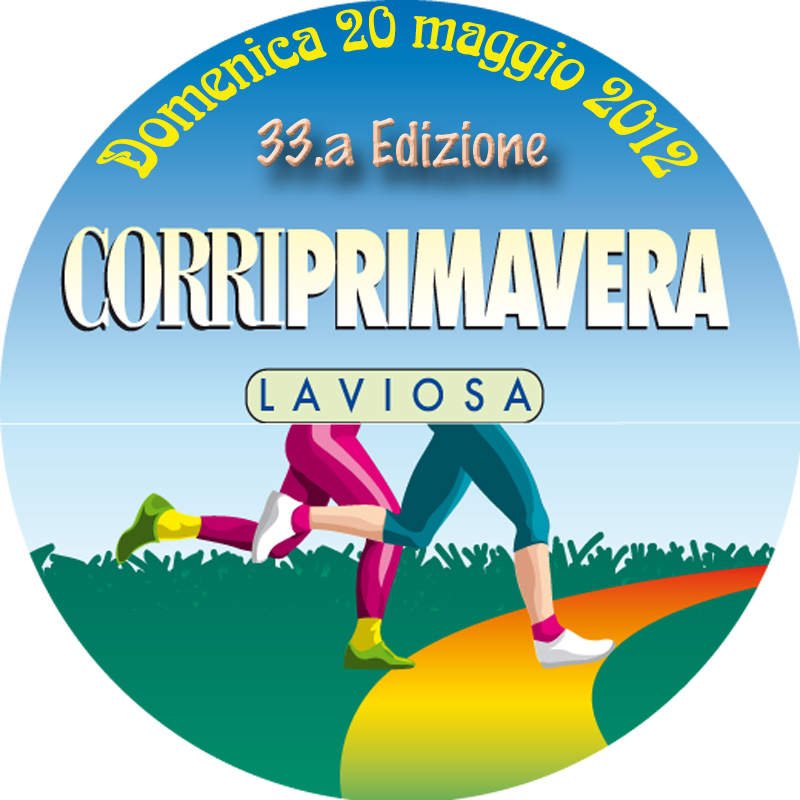 Domenica 20 maggio 2012
33.a Edizione
CORRIPRIMAVERA
LAVIOSA